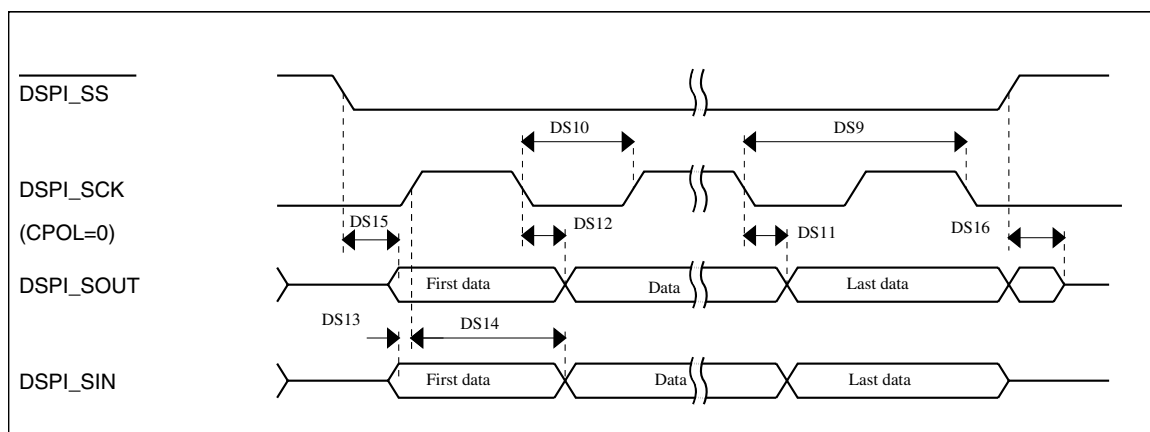 DSPI_SS
DS10
DS9
DSPI_SCK
(CPOL=0)
DS15
DS12
DS11
DS16
DSPI_SOUT
First data
Data
Last data
DS13
DS14
DSPI_SIN
First data
Data
Last data